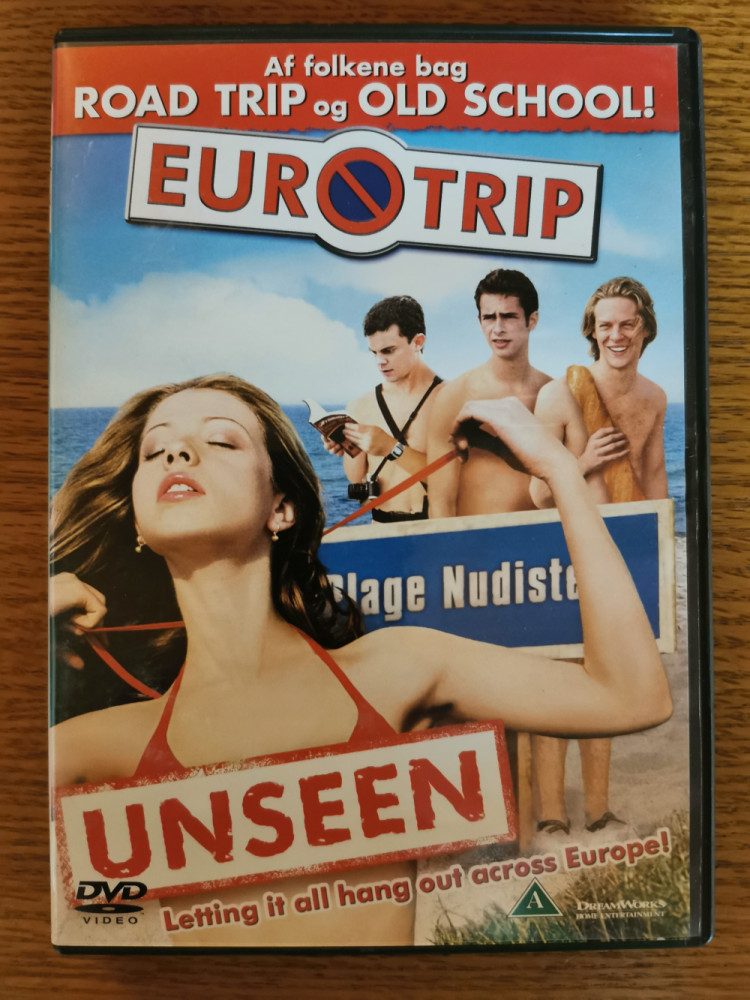 Af folkene bag
ROAD TRIP og OLD SCHOOL!
EUROTRIP
Plage Nudiste
UNSEEN
Letting it all hang out across Europe!
DVD
VIDEO
A
DREAMWORKS
HOME ENTERTAINMENT